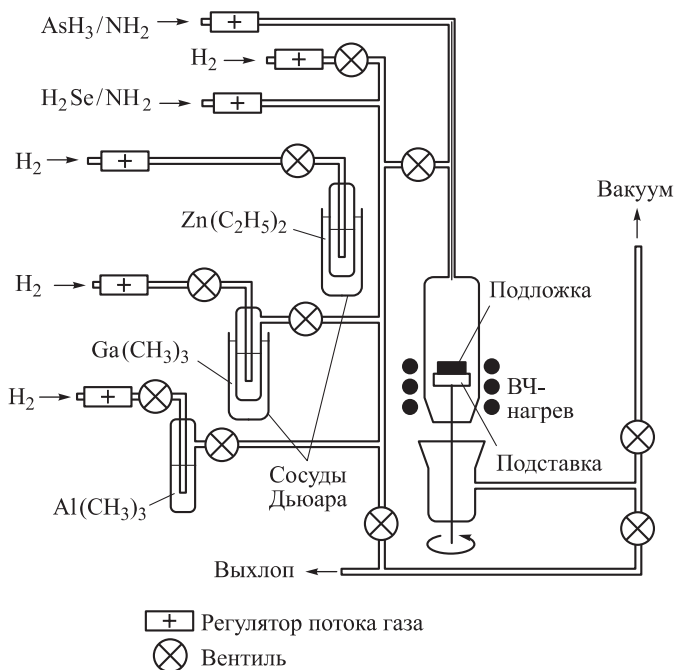 AsH3/NH2
H2
H2Se/NH2
H2
Zn(C2H5)2
Вакуум
H2
Подложка
Ga(CH3)3
ВЧ-
нагрев
H2
Подставка
Сосуды
Дьюара
Al(CH3)3
Выхлоп
Регулятор потока газа
Вентиль